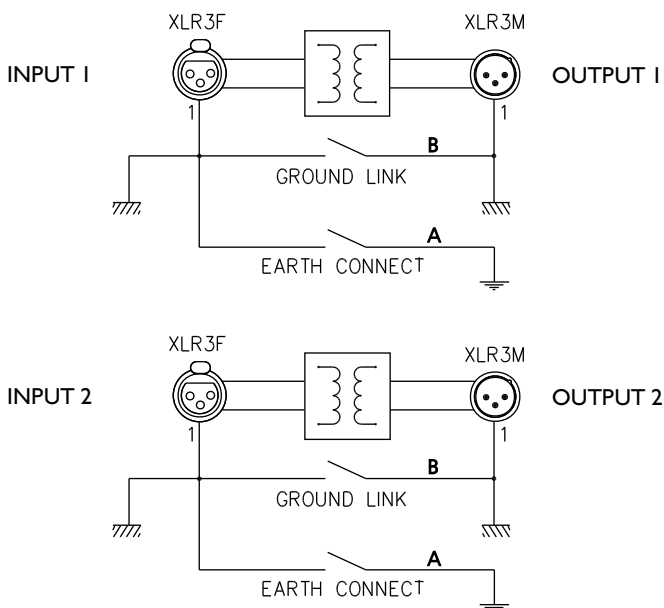 XLR3F XLR3M
INPUT 1 OUTPUT 1
1 1
B
GROUND LINK
A
EARTH CONNECT
XLR3F XLR3M
INPUT 2 OUTPUT 2
1 1
B
GROUND LINK
A
EARTH CONNECT